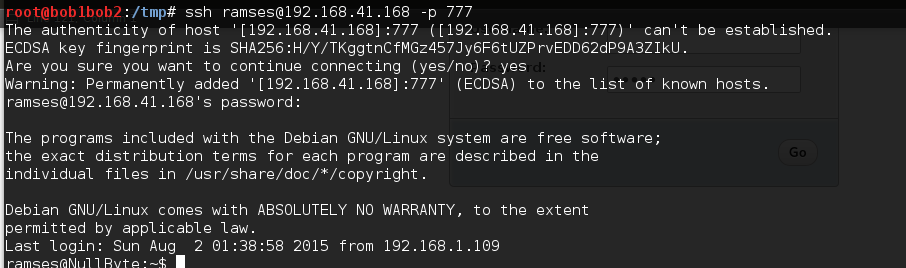 root@bob1bob2:/tmp# ssh ramses@192.168.41.168 -p 777
The authenticity of host '[192.168.41.168]:777 ([192.168.41.168]:777)' can't be established.
ECDSA key fingerprint is SHA256:H/Y/TKggtnCfMGz457Jy6F6tUZPrvEDD62dP9A3ZIkU.
Are you sure you want to continue connecting (yes/no)? yes
Warning: Permanently added '[192.168.41.168]:777' (ECDSA) to the list of known hosts.
ramses@192.168.41.168's password:
The programs included with the Debian GNU/Linux system are free software;
the exact distribution terms for each program are described in the
individual files in /usr/share/doc/*/copyright.
Go
Debian GNU/Linux comes with ABSOLUTELY NO WARRANTY, to the extent
permitted by applicable law.
Last login: Sun Aug  2 01:38:58 2015 from 192.168.1.109
ramses@NullByte:~$